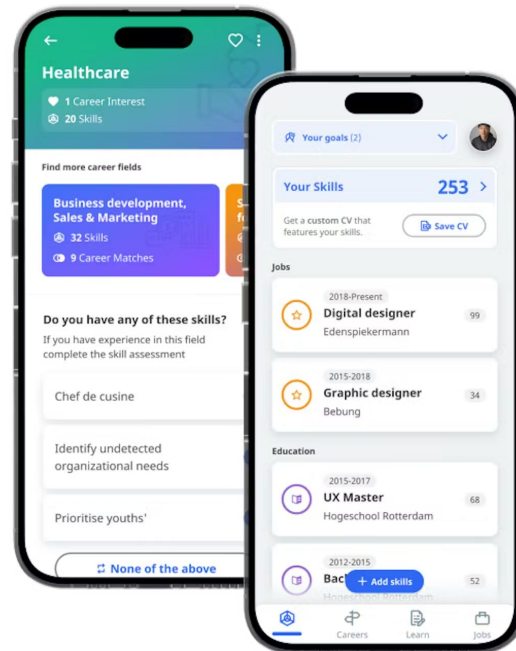 Healthcare
1 Career Interest
20 Skills
Find more career fields
Business development,
Sales & Marketing
32 Skills
9 Career Matches
Do you have any of these skills?
If you have experience in this field
complete the skill assessment
Chef de cusine
Identify undetected
organizational needs
Prioritise youths'
None of the above
Your goals (2)
Your Skills 253
Get a custom CV that
features your skills.
Save CV
Jobs
2018-Present
Digital designer 99
Edenspiekermann
2015-2018
Graphic designer 34
Bebung
Education
2015-2017
UX Master 68
Hogeschool Rotterdam
2012-2015
Bac 52
+ Add skills
Hogeschool Rotterdam
Careers Learn Jobs